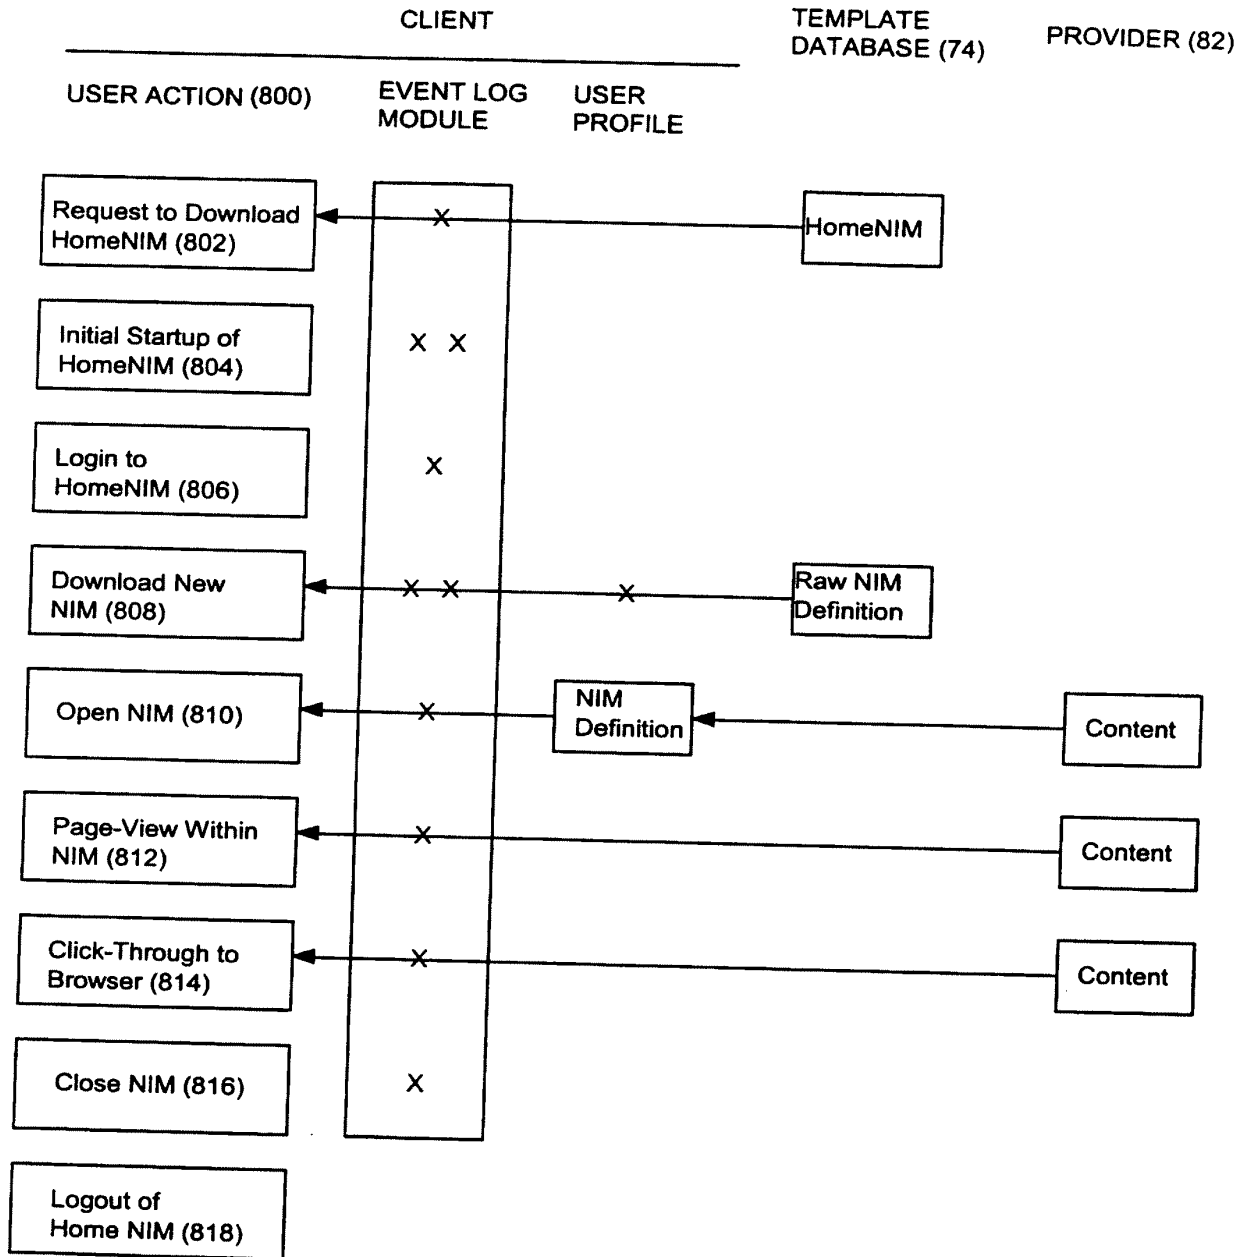 CLIENT
TEMPLATE
DATABASE (74)
PROVIDER (82)
USER ACTION (800)
EVENT LOG
MODULE
USER
PROFILE
Request to Download
HomeNIM (802)
X
HomeNIM
Initial Startup of
HomeNIM (804)
X X
Login to
HomeNIM (806)
X
Download New
NIM (808)
X X
X
Raw NIM
Definition
Open NIM (810)
X
NIM
Definition
Content
Page-View Within
NIM (812)
X
Content
Click-Through to
Browser (814)
X
Content
Close NIM (816)
X
Logout of
Home NIM (818)